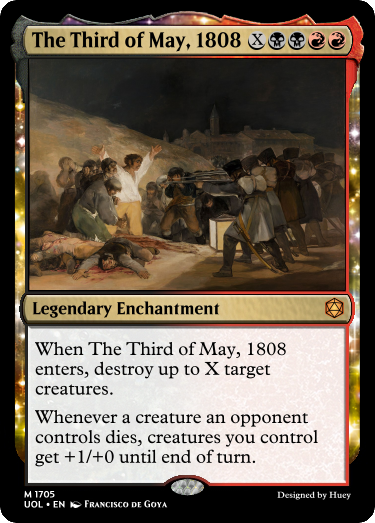 The Third of May, 1808 X
Legendary Enchantment
When The Third of May, 1808
enters, destroy up to X target
creatures.
Whenever a creature an opponent
controls dies, creatures you control
get +1/+0 until end of turn.
M 1705
UOL • EN Francisco de Goya
Designed by Huey